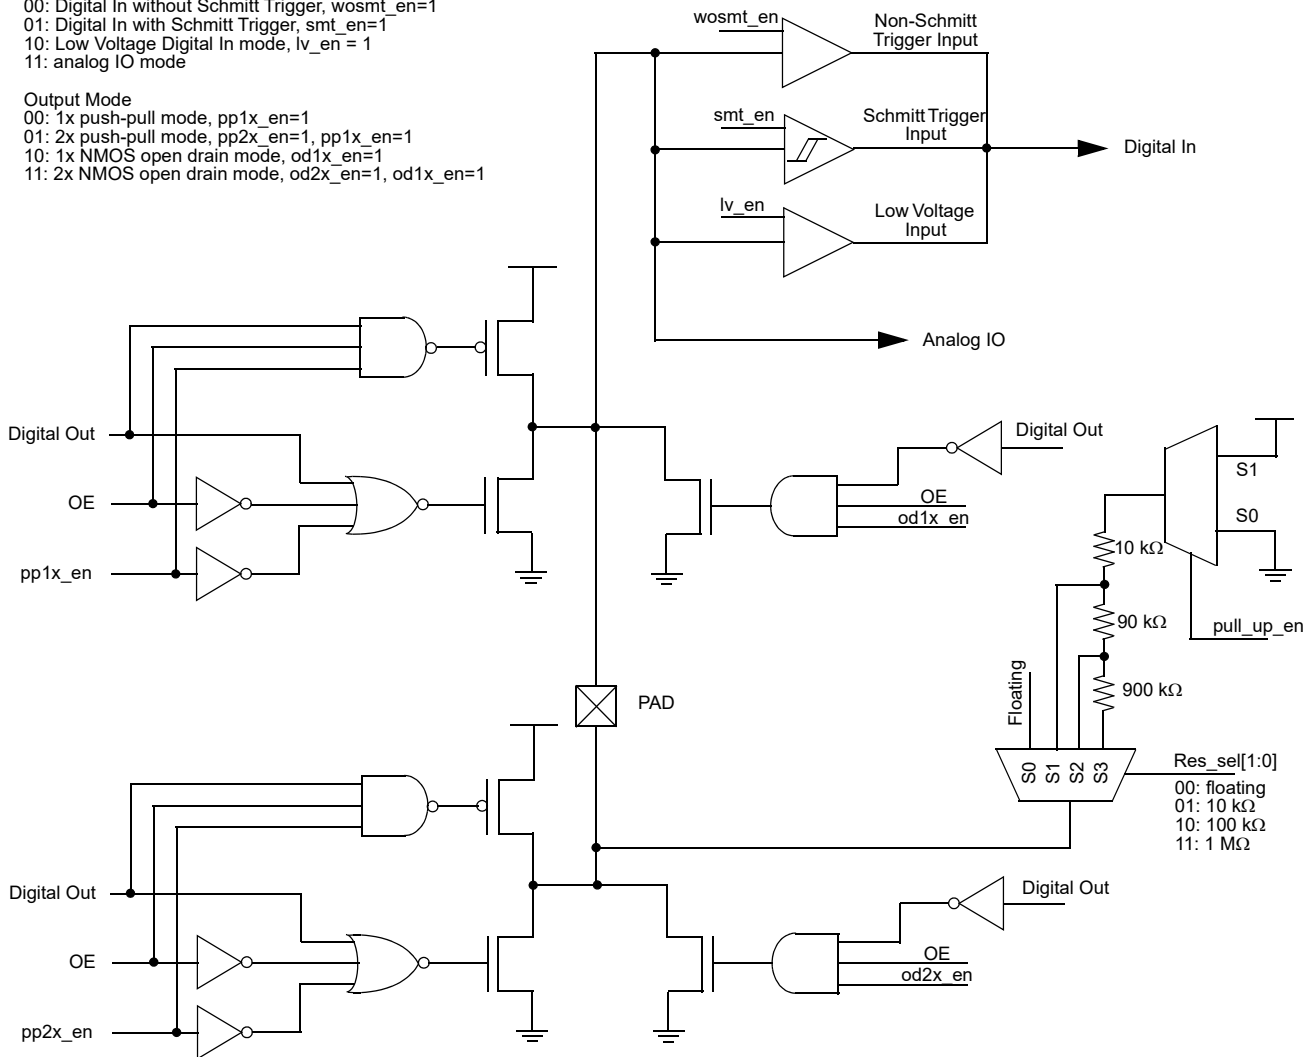 00: Digital In without Schmitt Trigger, wosmt_en=1
01: Digital In with Schmitt Trigger, smt_en=1
10: Low Voltage Digital In mode, lv_en = 1
11: analog IO mode
Output Mode
00: 1x push-pull mode, pp1x_en=1
01: 2x push-pull mode, pp2x_en=1, pp1x_en=1
10: 1x NMOS open drain mode, od1x_en=1
11: 2x NMOS open drain mode, od2x_en=1, od1x_en=1
wosmt_en
Non-Schmitt
Trigger Input
smt_en
Schmitt Trigger
Input
Digital In
lv_en
Low Voltage
Input
Analog IO
Digital Out
OE
pp1x_en
Digital Out
OE
od1x_en
S1
S0
10 kΩ
90 kΩ
900 kΩ
pull_up_en
Floating
PAD
S0
S1
S2
S3
Res_sel[1:0]
00: floating
01: 10 kΩ
10: 100 kΩ
11: 1 MΩ
Digital Out
OE
pp2x_en
Digital Out
OE
od2x_en